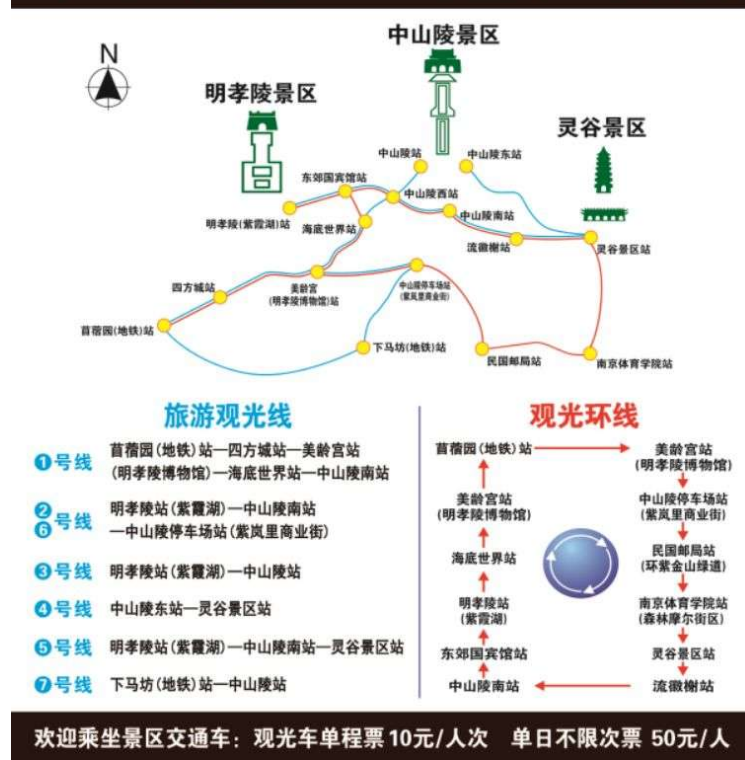 N
中山陵景区
明孝陵景区
灵谷景区
中山陵站
中山陵东站
东郊国宾馆站
中山陵西站
明孝陵(紫霞湖)站
海底世界站
中山陵南站
流徽榭站
灵谷景区站
四方城站
美龄宫
(明孝陵博物馆)站
中山陵停车场站
(紫岚里商业街)
苜蓿园(地铁)站
下马坊(地铁)站
民国邮局站
南京体育学院站
旅游观光线
1号线
苜蓿园(地铁)站—四方城站—美龄宫站
(明孝陵博物馆)—海底世界站—中山陵南站
2
6
号线
明孝陵站(紫霞湖)—中山陵南站
—中山陵停车场站(紫岚里商业街)
3号线 明孝陵站(紫霞湖)—中山陵站
4号线 中山陵东站—灵谷景区站
5号线 明孝陵站(紫霞湖)—中山陵南站—灵谷景区站
7号线 下马坊(地铁)站—中山陵站
观光环线
苜蓿园(地铁)站
美龄宫站
(明孝陵博物馆)
中山陵停车场站
(紫岚里商业街)
民国邮局站
(环紫金山绿道)
南京体育学院站
(森林摩尔街区)
灵谷景区站
流徽榭站
中山陵南站
东郊国宾馆站
明孝陵站
(紫霞湖)
海底世界站
美龄宫站
(明孝陵博物馆)
欢迎乘坐景区交通车：观光车单程票10元/人次 单日不限次票 50元/人